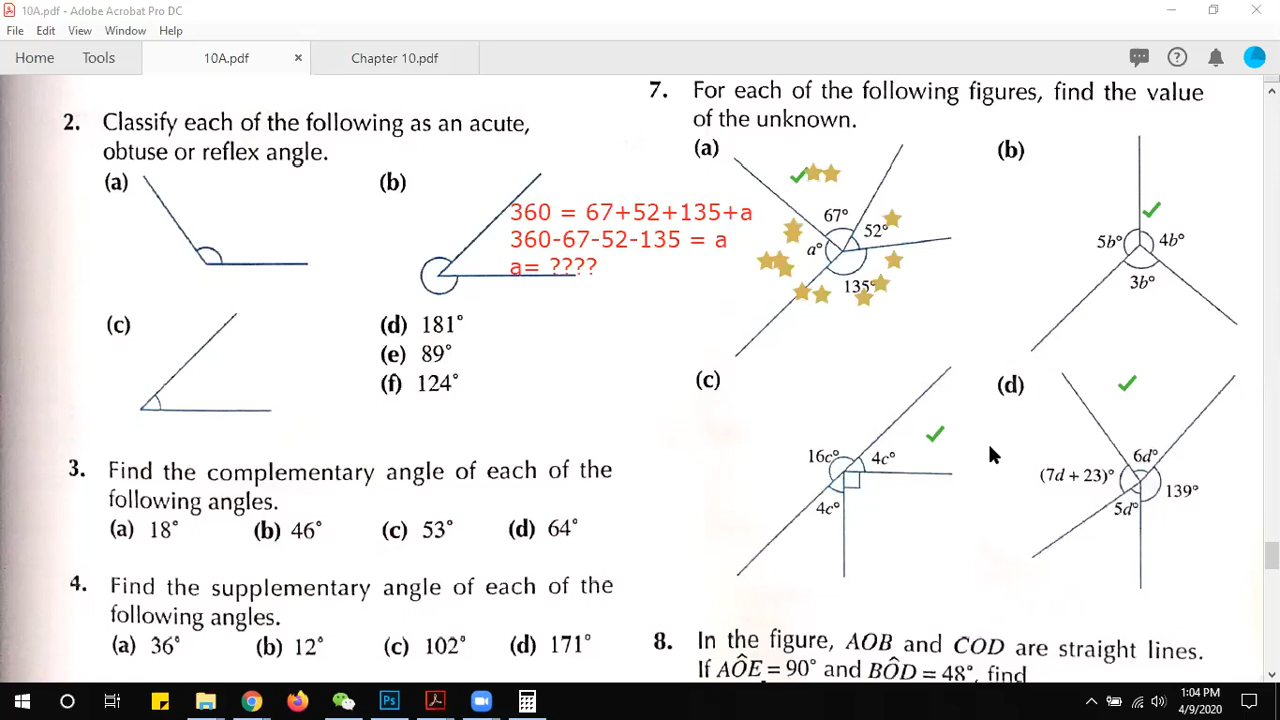 10A.pdf - Adobe Acrobat Pro DC
File Edit View Window Help
Home Tools 10A.pdf × Chapter 10.pdf
2. Classify each of the following as an acute,
obtuse or reflex angle.
(a) (b)
360 = 67+52+135+a
360-67-52-135 = a
a= ????
(c) (d) 181°
(e) 89°
(f) 124°
3. Find the complementary angle of each of the
following angles.
(a) 18° (b) 46° (c) 53° (d) 64°
4. Find the supplementary angle of each of the
following angles.
(a) 36° (b) 12° (c) 102° (d) 171°
7. For each of the following figures, find the value
of the unknown.
(a) (b)
67°
52°
a°
135°
5b° 4b°
3b°
(c) (d)
16c° 4c°
4c°
6d°
(7d + 23)° 139°
5d°
8. In the figure, AOB and COD are straight lines.
If AÔE = 90° and BÔD = 48°, find
1:04 PM
4/9/2020